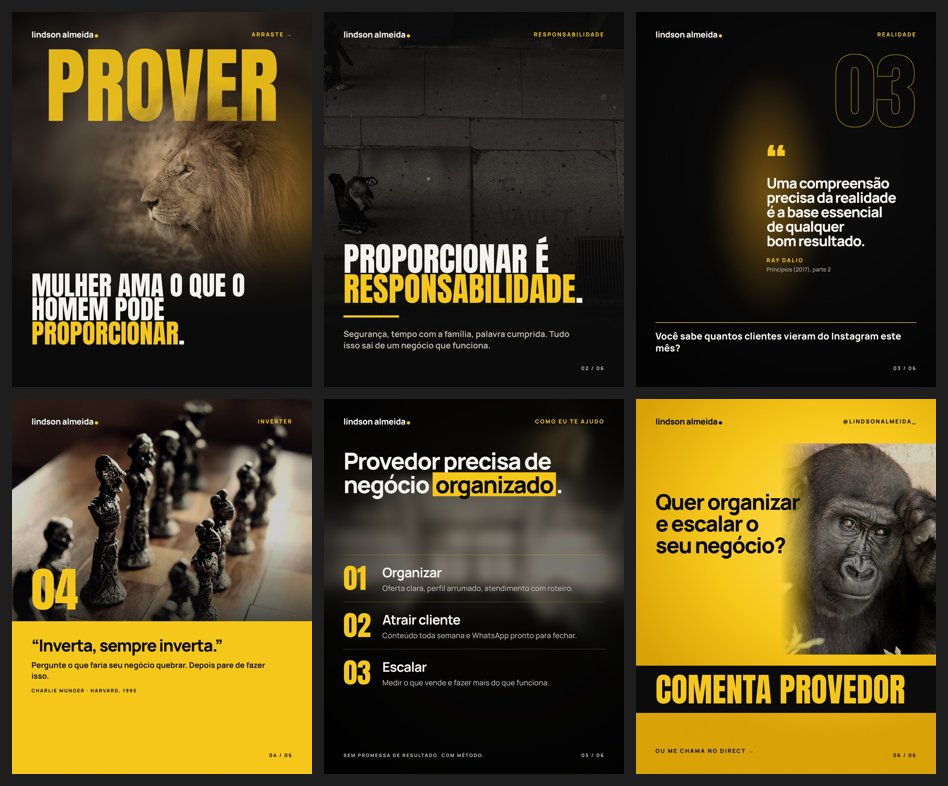 lindson almeida.
ARRASTE →
PROVER
MULHER AMA O QUE O
HOMEM PODE
PROPORCIONAR.
lindson almeida.
RESPONSABILIDADE
PROPORCIONAR É
RESPONSABILIDADE.
Segurança, tempo com a família, palavra cumprida. Tudo
isso sai de um negócio que funciona.
02 / 06
lindson almeida.
REALIDADE
03
“
Uma compreensão
precisa da realidade
é a base essencial
de qualquer
bom resultado.
RAY DALIO
Princípios (2017), parte 2
Você sabe quantos clientes vieram do Instagram este
mês?
03 / 06
lindson almeida.
INVERTER
04
“Inverta, sempre inverta.”
Pergunte o que faria seu negócio quebrar. Depois pare de fazer
isso.
CHARLIE MUNGER · HARVARD, 1995
04 / 06
lindson almeida.
COMO EU TE AJUDO
Provedor precisa de
negócio organizado.
01 Organizar
Oferta clara, perfil arrumado, atendimento com roteiro.
02 Atrair cliente
Conteúdo toda semana e WhatsApp pronto para fechar.
03 Escalar
Medir o que vende e fazer mais do que funciona.
SEM PROMESSA DE RESULTADO. COM MÉTODO.
05 / 06
lindson almeida.
@LINDSONALMEIDA_
Quer organizar
e escalar o
seu negócio?
COMENTA PROVEDOR
OU ME CHAMA NO DIRECT →
06 / 06